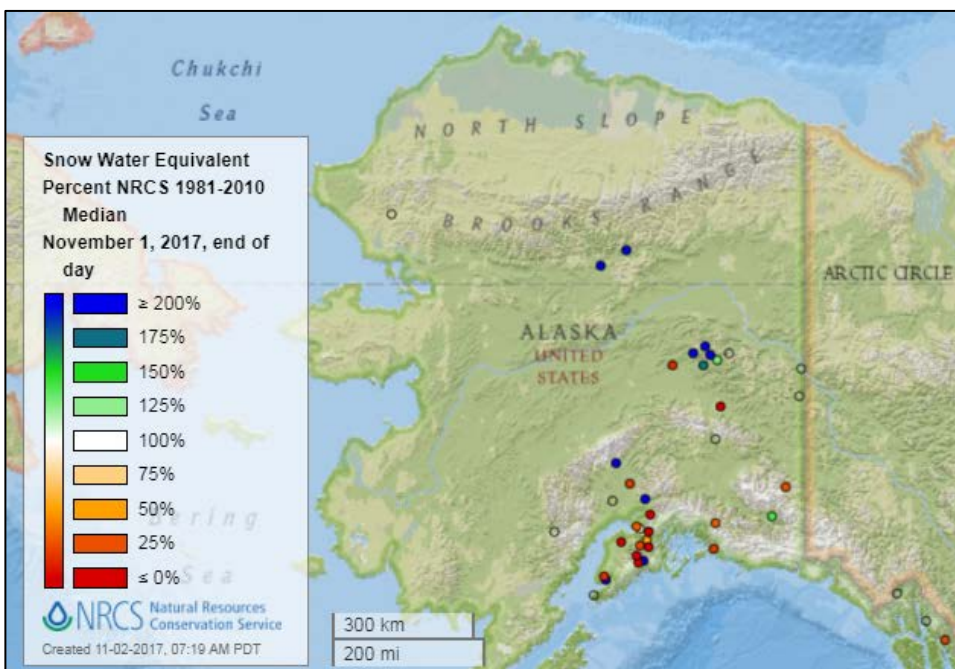 Chukchi
Sea
NORTH SLOPE
BROOKS RANGE
ARCTIC CIRCLE
ALASKA
UNITED
STATES
Bering
Sea
Snow Water Equivalent
Percent NRCS 1981-2010
Median
November 1, 2017, end of
day
≥ 200%
175%
150%
125%
100%
75%
50%
25%
≤ 0%
NRCS Natural Resources
Conservation Service
Created 11-02-2017, 07:19 AM PDT
300 km
200 mi